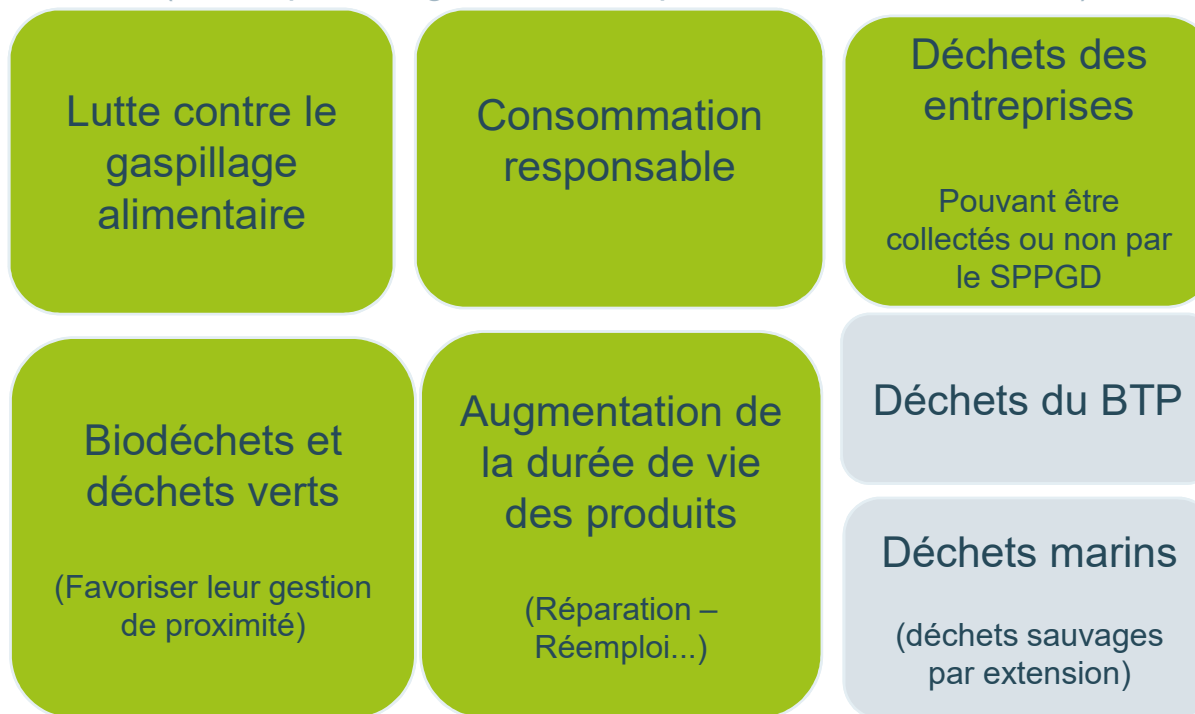 Lutte contre le
gaspillage
alimentaire
Consommation
responsable
Déchets des
entreprises
Pouvant être
collectés ou non par
le SPPGD
Biodéchets et
déchets verts
(Favoriser leur gestion
de proximité)
Augmentation de
la durée de vie
des produits
(Réparation –
Réemploi...)
Déchets du BTP
Déchets marins
(déchets sauvages
par extension)